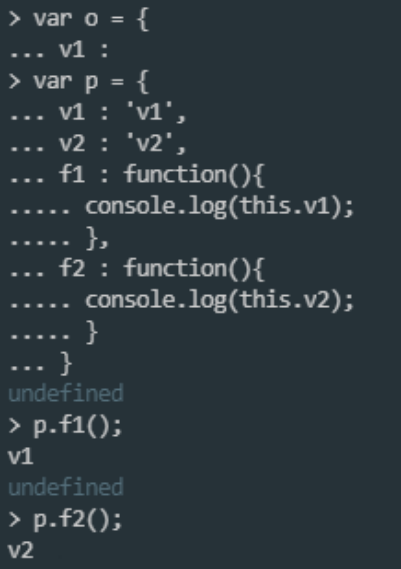 > var o = {
... v1 :
> var p = {
... v1 : 'v1',
... v2 : 'v2',
... f1 : function(){
..... console.log(this.v1);
..... },
... f2 : function(){
..... console.log(this.v2);
..... }
... }
undefined
> p.f1();
v1
undefined
> p.f2();
v2